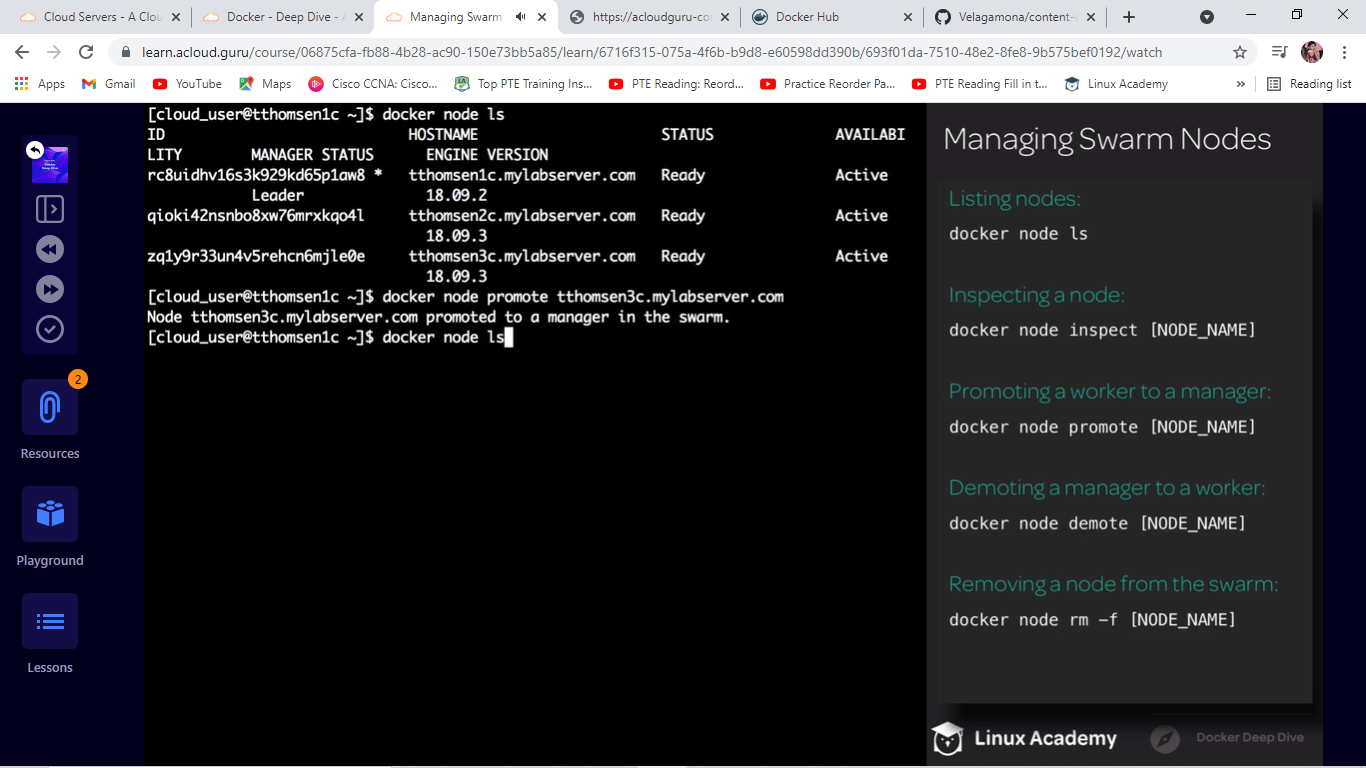 Cloud Servers - A Clou
Docker - Deep Dive - A
Managing Swarm
https://acloudguru-co
Docker Hub
Velagamona/content-
learn.acloud.guru/course/06875cfa-fb88-4b28-ac90-150e73bb5a85/learn/6716f315-075a-4f6b-b9d8-e60598dd390b/693f01da-7510-48e2-8fe8-9b575bef0192/watch
Apps
Gmail
YouTube
Maps
Cisco CCNA: Cisco...
Top PTE Training Ins...
PTE Reading: Reord...
Practice Reorder Pa...
PTE Reading Fill in t...
Linux Academy
»
Reading list
2
Resources
Playground
Lessons
[cloud_user@tthomsen1c ~]$ docker node ls
ID HOSTNAME STATUS AVAILABI
LITY MANAGER STATUS ENGINE VERSION
rc8uidhv16s3k929kd65p1aw8 * tthomsen1c.mylabserver.com Ready Active
Leader 18.09.2
qioki42nsnbo8xw76mrxkqo4l tthomsen2c.mylabserver.com Ready Active
18.09.3
zq1y9r33un4v5rehcn6mjle0e tthomsen3c.mylabserver.com Ready Active
18.09.3
[cloud_user@tthomsen1c ~]$ docker node promote tthomsen3c.mylabserver.com
Node tthomsen3c.mylabserver.com promoted to a manager in the swarm.
[cloud_user@tthomsen1c ~]$ docker node ls
Managing Swarm Nodes
Listing nodes:
docker node ls
Inspecting a node:
docker node inspect [NODE_NAME]
Promoting a worker to a manager:
docker node promote [NODE_NAME]
Demoting a manager to a worker:
docker node demote [NODE_NAME]
Removing a node from the swarm:
docker node rm -f [NODE_NAME]
Linux Academy
Docker Deep Dive